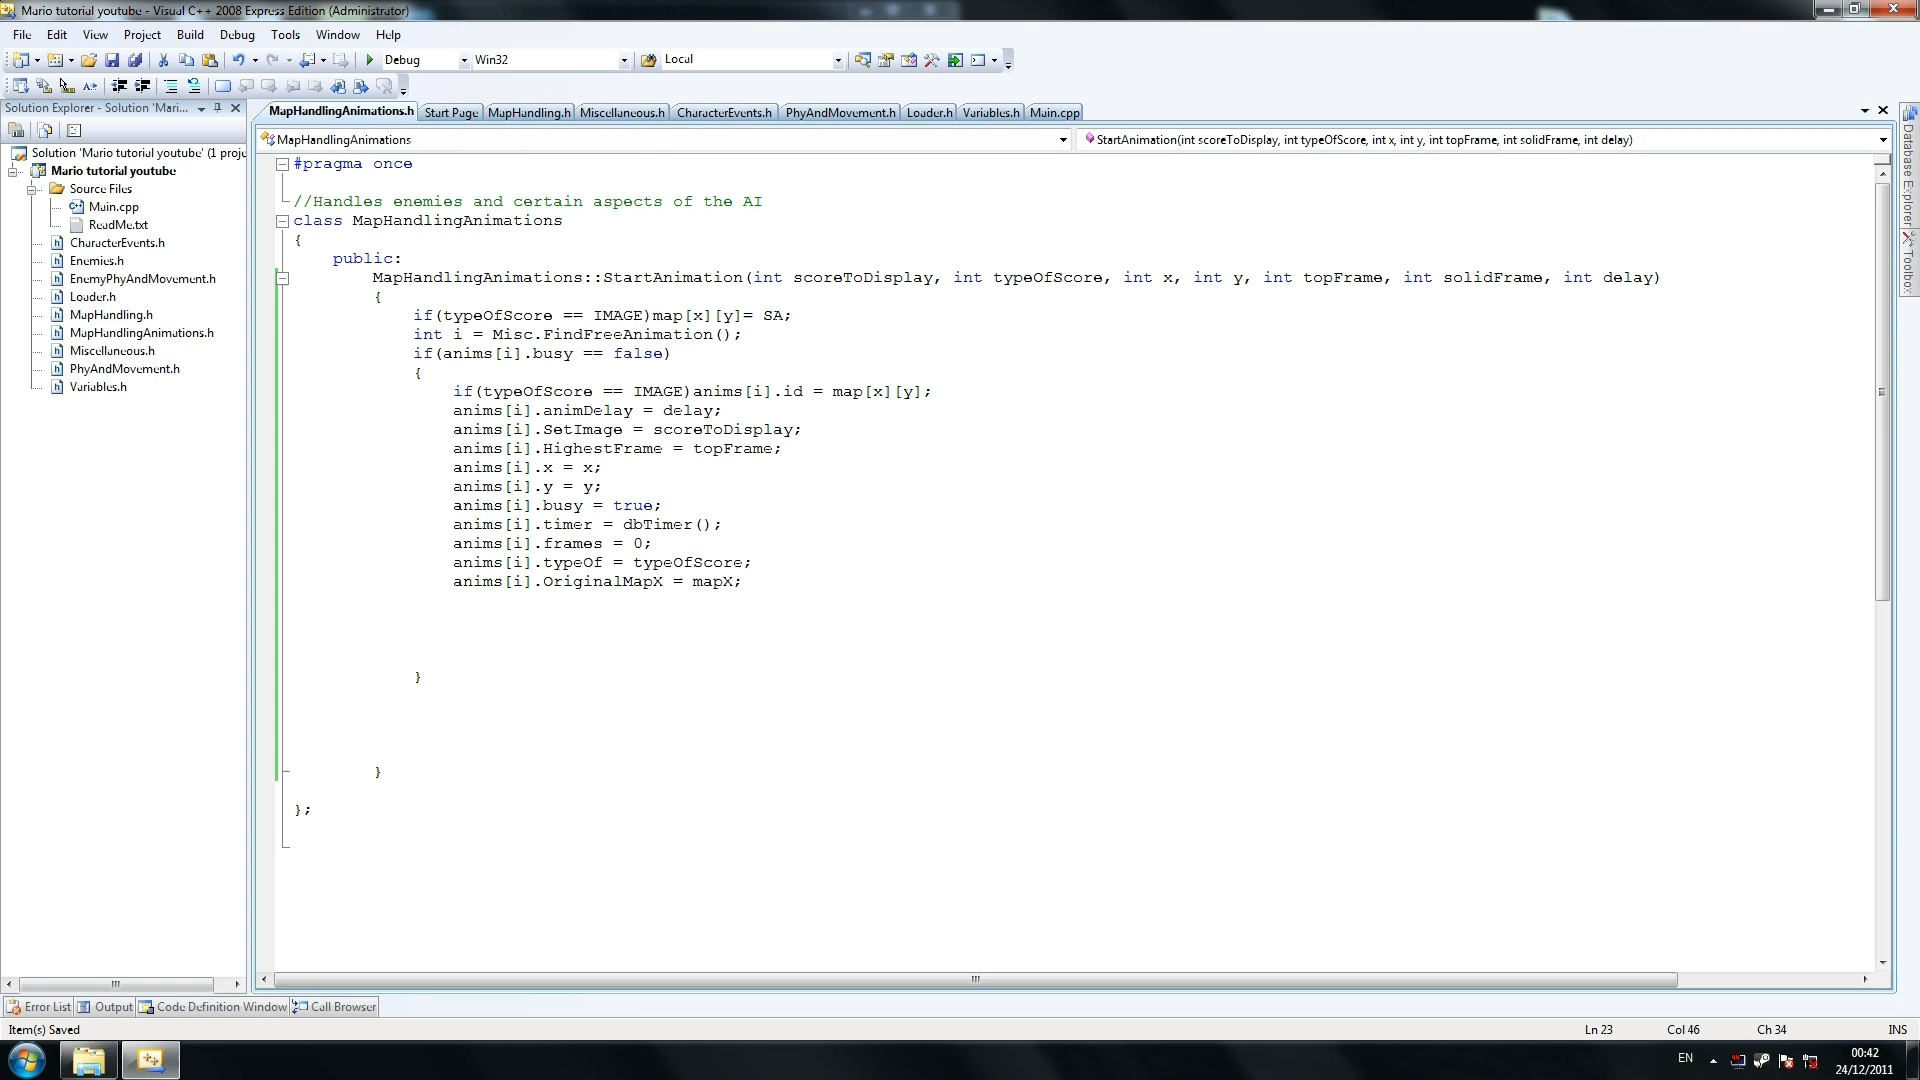 Mario tutorial youtube - Visual C++ 2008 Express Edition (Administrator)
File Edit View Project Build Debug Tools Window Help
Debug Win32 Local
Solution Explorer - Solution 'Mari...
MapHandlingAnimations.h Start Page MapHandling.h Miscellaneous.h CharacterEvents.h PhyAndMovement.h Loader.h Variables.h Main.cpp
MapHandlingAnimations StartAnimation(int scoreToDisplay, int typeOfScore, int x, int y, int topFrame, int solidFrame, int delay)
Solution 'Mario tutorial youtube' (1 proje
Mario tutorial youtube
Source Files
Main.cpp
ReadMe.txt
CharacterEvents.h
Enemies.h
EnemyPhyAndMovement.h
Loader.h
MapHandling.h
MapHandlingAnimations.h
Miscellaneous.h
PhyAndMovement.h
Variables.h
#pragma once
//Handles enemies and certain aspects of the AI
class MapHandlingAnimations
{
public:
MapHandlingAnimations::StartAnimation(int scoreToDisplay, int typeOfScore, int x, int y, int topFrame, int solidFrame, int delay)
{
if(typeOfScore == IMAGE)map[x][y]= SA;
int i = Misc.FindFreeAnimation();
if(anims[i].busy == false)
{
if(typeOfScore == IMAGE)anims[i].id = map[x][y];
anims[i].animDelay = delay;
anims[i].SetImage = scoreToDisplay;
anims[i].HighestFrame = topFrame;
anims[i].x = x;
anims[i].y = y;
anims[i].busy = true;
anims[i].timer = dbTimer();
anims[i].frames = 0;
anims[i].typeOf = typeOfScore;
anims[i].OriginalMapX = mapX;
}
}
};
Database Explorer
Toolbox
Error List Output Code Definition Window Call Browser
Item(s) Saved Ln 23 Col 46 Ch 34 INS
EN 00:42
24/12/2011